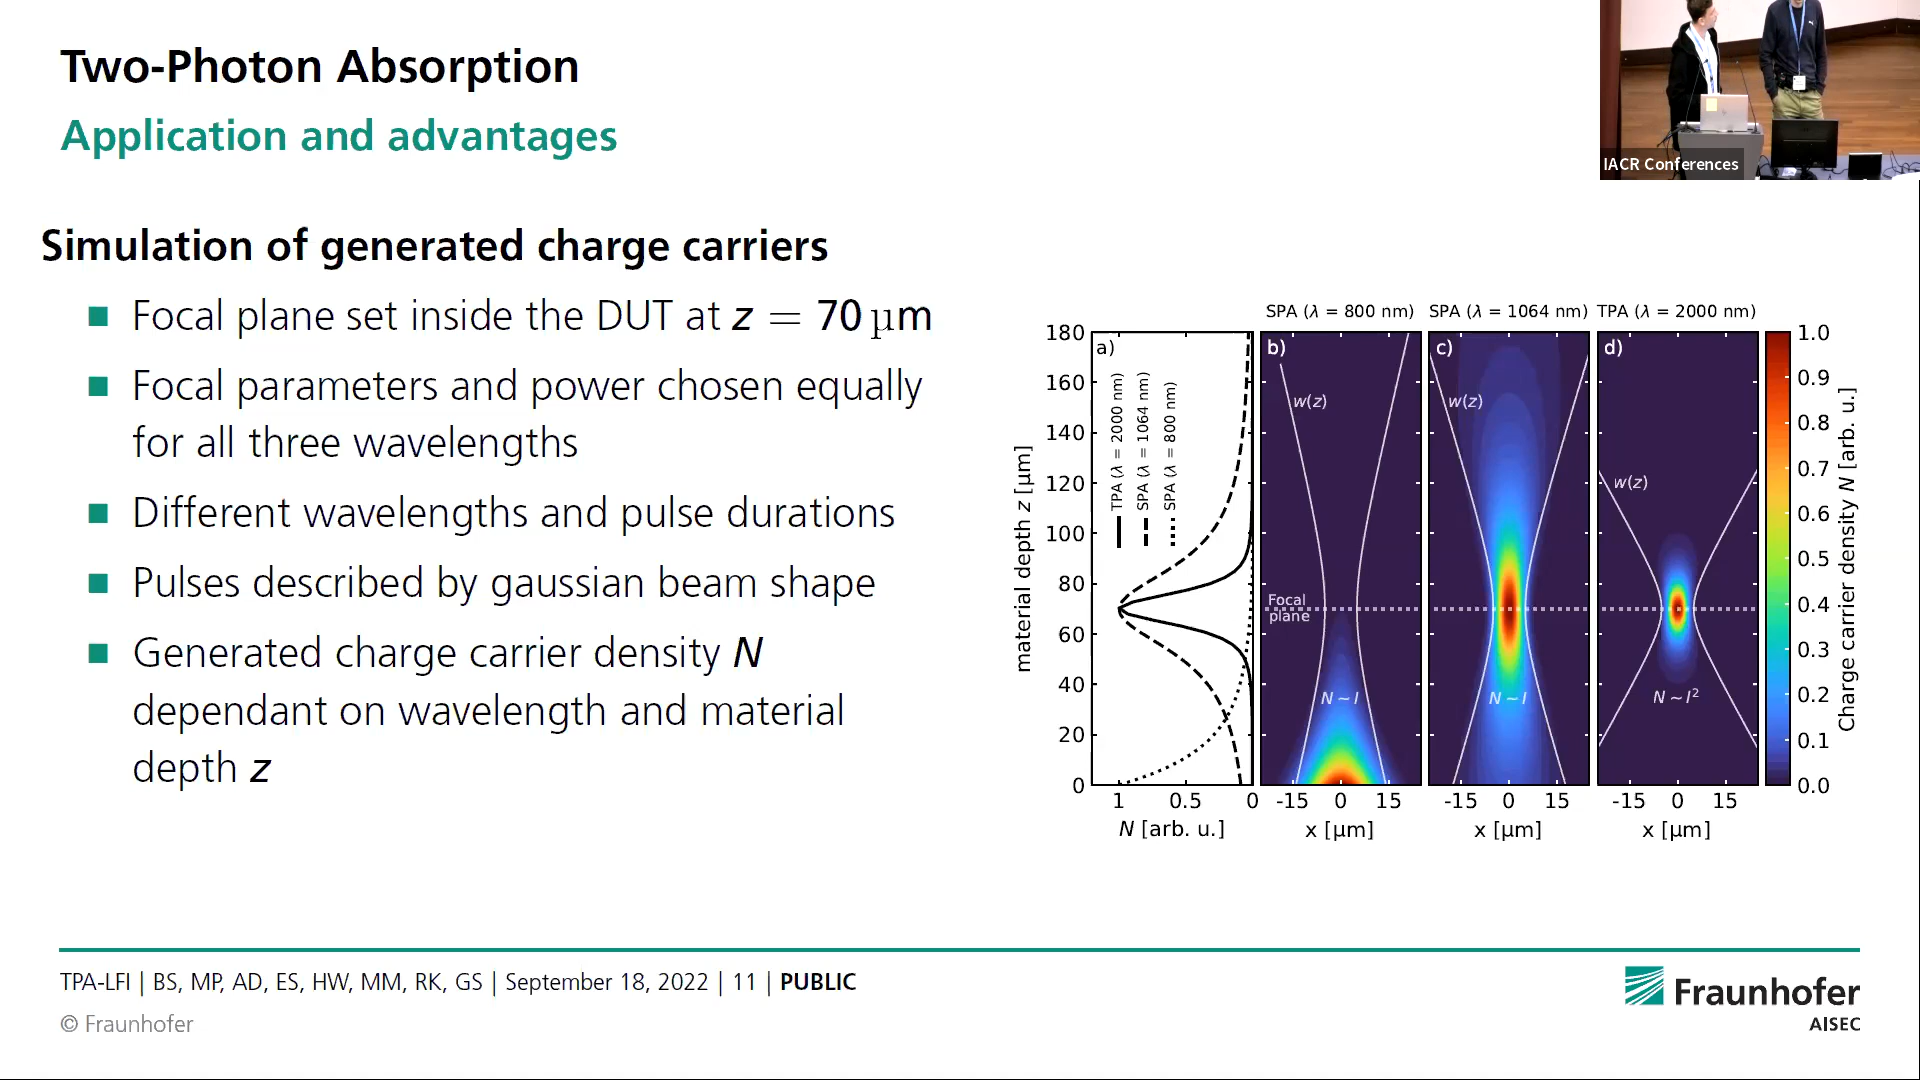 Two-Photon Absorption
Application and advantages
IACR Conferences
Simulation of generated charge carriers
Focal plane set inside the DUT at z = 70 µm
Focal parameters and power chosen equally
for all three wavelengths
Different wavelengths and pulse durations
Pulses described by gaussian beam shape
Generated charge carrier density N
dependant on wavelength and material
depth z
SPA (λ = 800 nm) SPA (λ = 1064 nm) TPA (λ = 2000 nm)
a) b) c) d)
material depth z [µm]
180
160
140
120
100
80
60
40
20
0
TPA (λ = 2000 nm)
SPA (λ = 1064 nm)
SPA (λ = 800 nm)
w(z) w(z) w(z)
Focal
plane
N ~ I N ~ I N ~ I²
1 0.5 0 -15 0 15 -15 0 15 -15 0 15
N [arb. u.] x [µm] x [µm] x [µm]
1.0
0.9
0.8
0.7
0.6
0.5
0.4
0.3
0.2
0.1
0.0
Charge carrier density N [arb. u.]
TPA-LFI | BS, MP, AD, ES, HW, MM, RK, GS | September 18, 2022 | 11 | PUBLIC
© Fraunhofer
Fraunhofer
AISEC